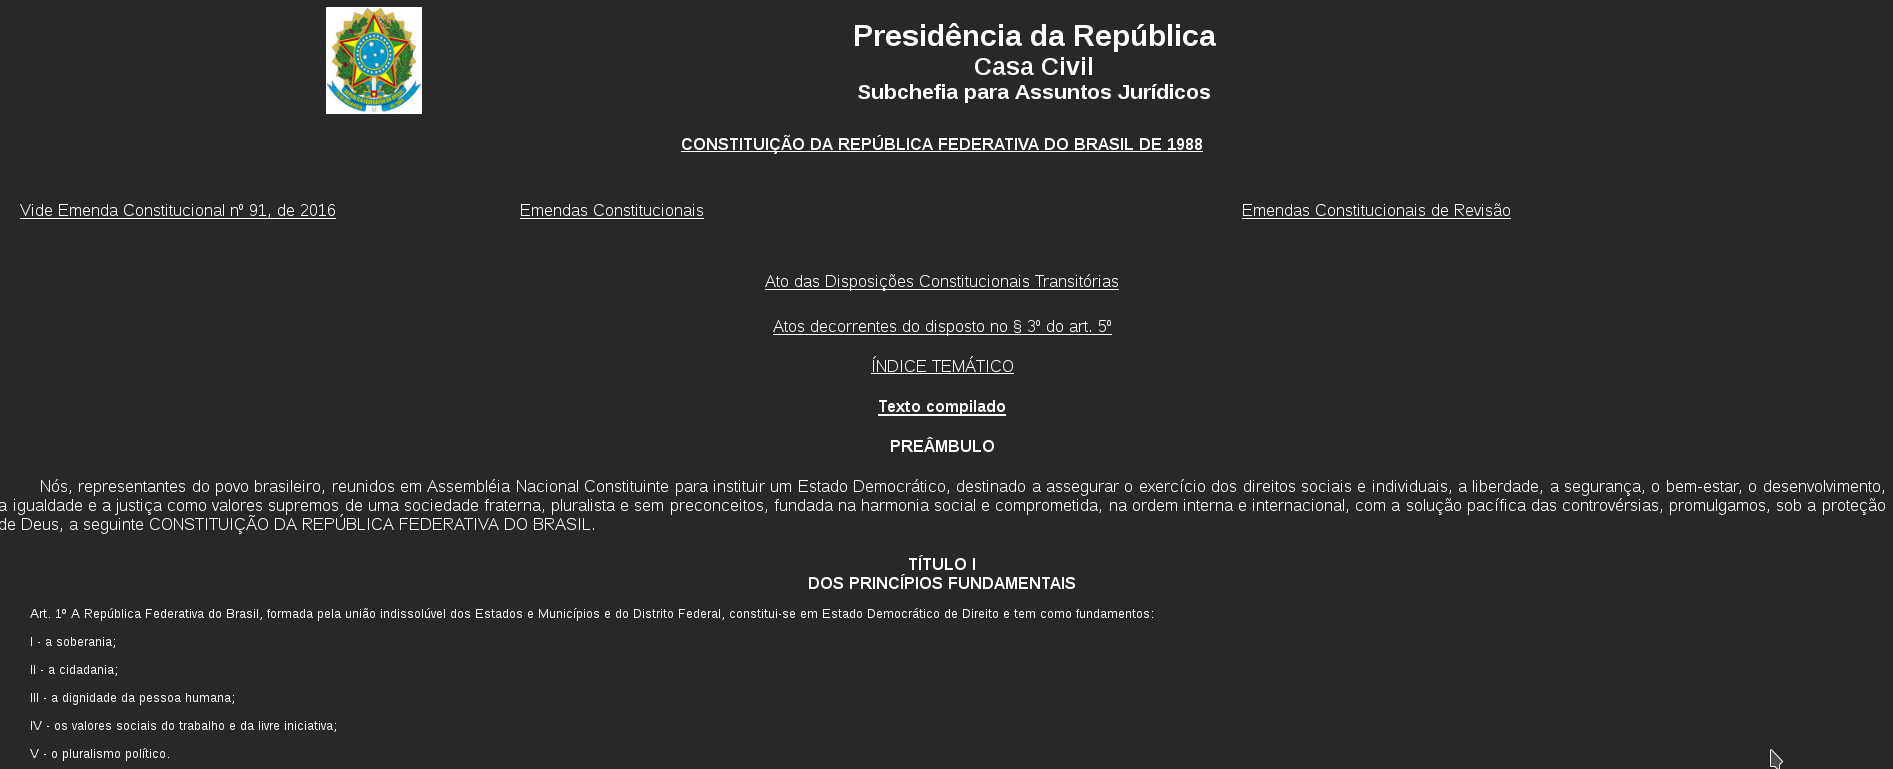 Presidência da República
Casa Civil
Subchefia para Assuntos Jurídicos
CONSTITUIÇÃO DA REPÚBLICA FEDERATIVA DO BRASIL DE 1988
Vide Emenda Constitucional nº 91, de 2016
Emendas Constitucionais
Emendas Constitucionais de Revisão
Ato das Disposições Constitucionais Transitórias
Atos decorrentes do disposto no § 3º do art. 5º
ÍNDICE TEMÁTICO
Texto compilado
PREÂMBULO
Nós, representantes do povo brasileiro, reunidos em Assembléia Nacional Constituinte para instituir um Estado Democrático, destinado a assegurar o exercício dos direitos sociais e individuais, a liberdade, a segurança, o bem-estar, o desenvolvimento,
a igualdade e a justiça como valores supremos de uma sociedade fraterna, pluralista e sem preconceitos, fundada na harmonia social e comprometida, na ordem interna e internacional, com a solução pacífica das controvérsias, promulgamos, sob a proteção
de Deus, a seguinte CONSTITUIÇÃO DA REPÚBLICA FEDERATIVA DO BRASIL.
TÍTULO I
DOS PRINCÍPIOS FUNDAMENTAIS
Art. 1º A República Federativa do Brasil, formada pela união indissolúvel dos Estados e Municípios e do Distrito Federal, constitui-se em Estado Democrático de Direito e tem como fundamentos:
I - a soberania;
II - a cidadania;
III - a dignidade da pessoa humana;
IV - os valores sociais do trabalho e da livre iniciativa;
V - o pluralismo político.